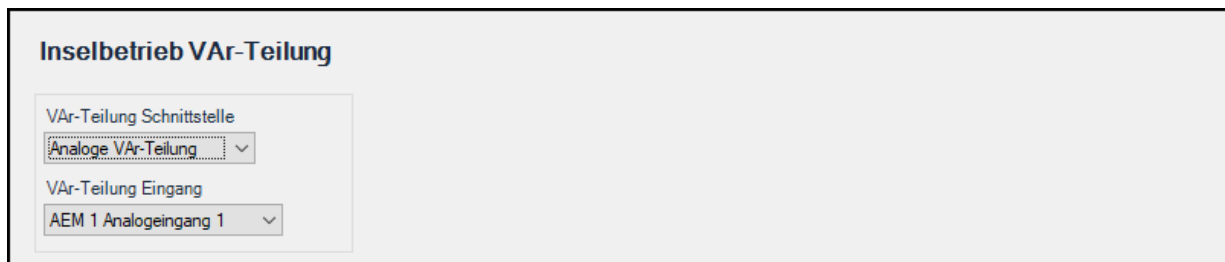 Inselbetrieb VAr-Teilung
VAr-Teilung Schnittstelle
Analoge VAr-Teilung
VAr-Teilung Eingang
AEM 1 Analogeingang 1